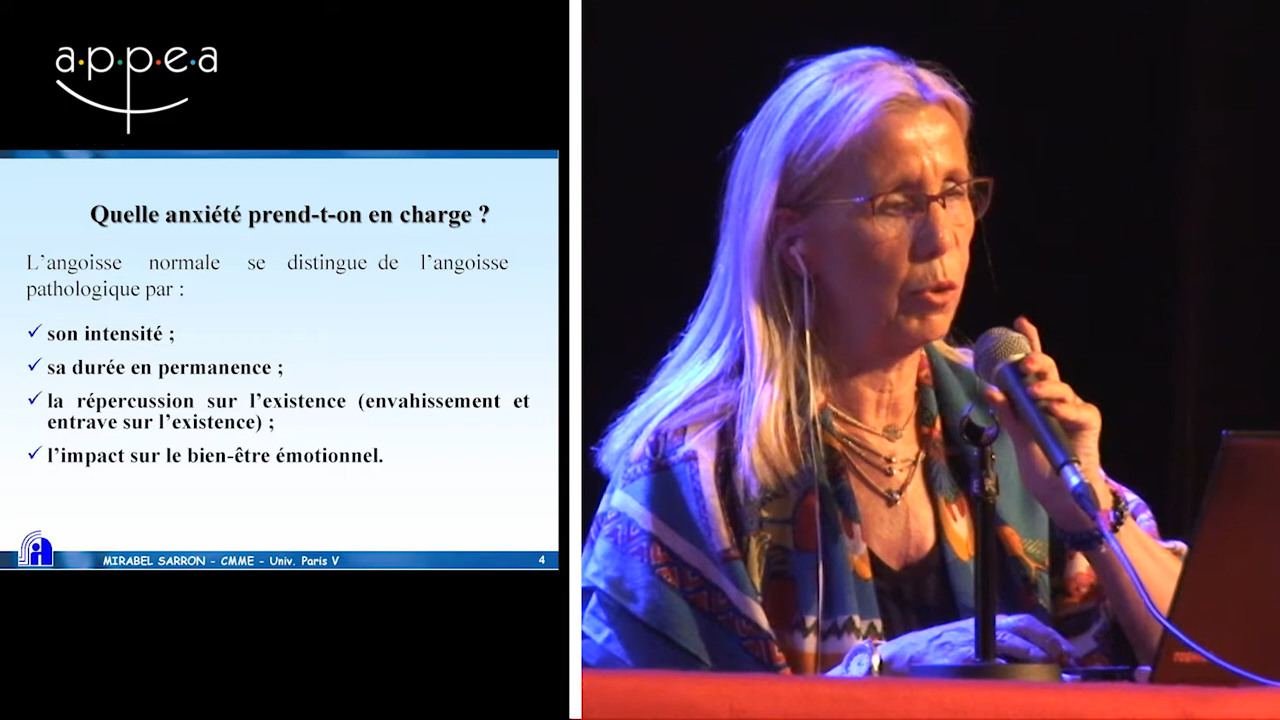 a·p·p·e·a
Quelle anxiété prend-t-on en charge ?
L'angoisse normale se distingue de l'angoisse
pathologique par :
✓ son intensité ;
✓ sa durée en permanence ;
✓ la répercussion sur l'existence (envahissement et
entrave sur l'existence) ;
✓ l'impact sur le bien-être émotionnel.
MIRABEL SARRON - CMME - Univ. Paris V 4